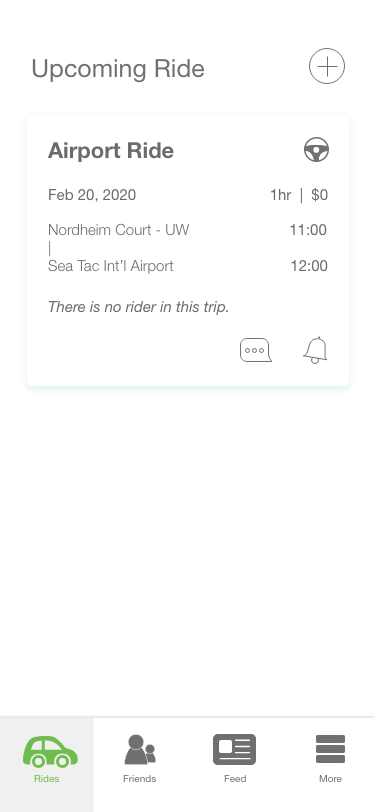 Upcoming Ride
Airport Ride
Feb 20, 2020 1hr | $0
Nordheim Court - UW 11:00
|
Sea Tac Int'l Airport 12:00
There is no rider in this trip.
Rides Friends Feed More